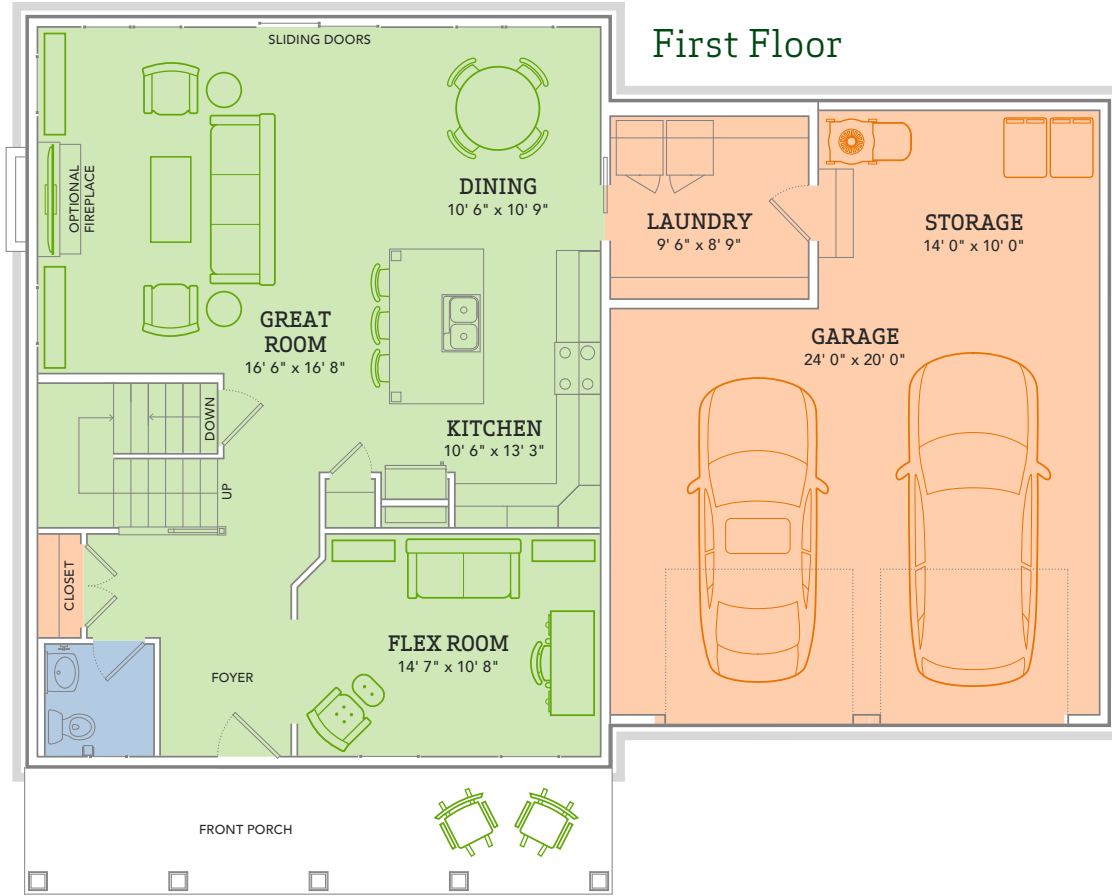 First Floor
SLIDING DOORS
OPTIONAL
FIREPLACE
DINING
10' 6" x 10' 9"
LAUNDRY
9' 6" x 8' 9"
STORAGE
14' 0" x 10' 0"
GREAT
ROOM
16' 6" x 16' 8"
GARAGE
24' 0" x 20' 0"
DOWN
KITCHEN
10' 6" x 13' 3"
UP
CLOSET
FLEX ROOM
14' 7" x 10' 8"
FOYER
FRONT PORCH